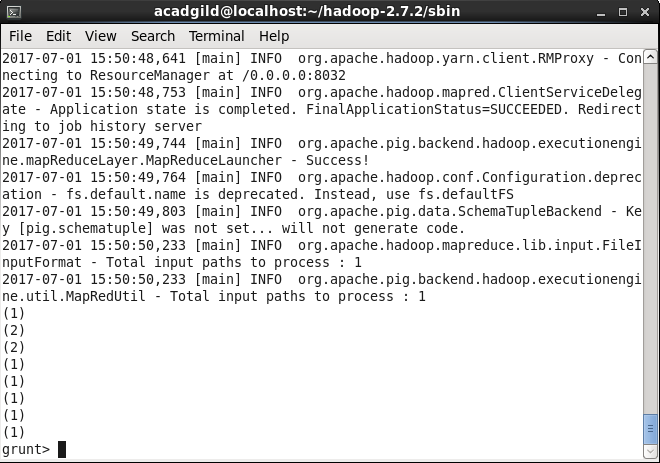 acadgild@localhost:~/hadoop-2.7.2/sbin
File Edit View Search Terminal Help
2017-07-01 15:50:48,641 [main] INFO  org.apache.hadoop.yarn.client.RMProxy - Con
necting to ResourceManager at /0.0.0.0:8032
2017-07-01 15:50:48,753 [main] INFO  org.apache.hadoop.mapred.ClientServiceDeleg
ate - Application state is completed. FinalApplicationStatus=SUCCEEDED. Redirect
ing to job history server
2017-07-01 15:50:49,744 [main] INFO  org.apache.pig.backend.hadoop.executionengi
ne.mapReduceLayer.MapReduceLauncher - Success!
2017-07-01 15:50:49,764 [main] INFO  org.apache.hadoop.conf.Configuration.deprec
ation - fs.default.name is deprecated. Instead, use fs.defaultFS
2017-07-01 15:50:49,803 [main] INFO  org.apache.pig.data.SchemaTupleBackend - Ke
y [pig.schematuple] was not set... will not generate code.
2017-07-01 15:50:50,233 [main] INFO  org.apache.hadoop.mapreduce.lib.input.FileI
nputFormat - Total input paths to process : 1
2017-07-01 15:50:50,233 [main] INFO  org.apache.pig.backend.hadoop.executionengi
ne.util.MapRedUtil - Total input paths to process : 1
(1)
(2)
(2)
(1)
(1)
(1)
(1)
(1)
grunt>